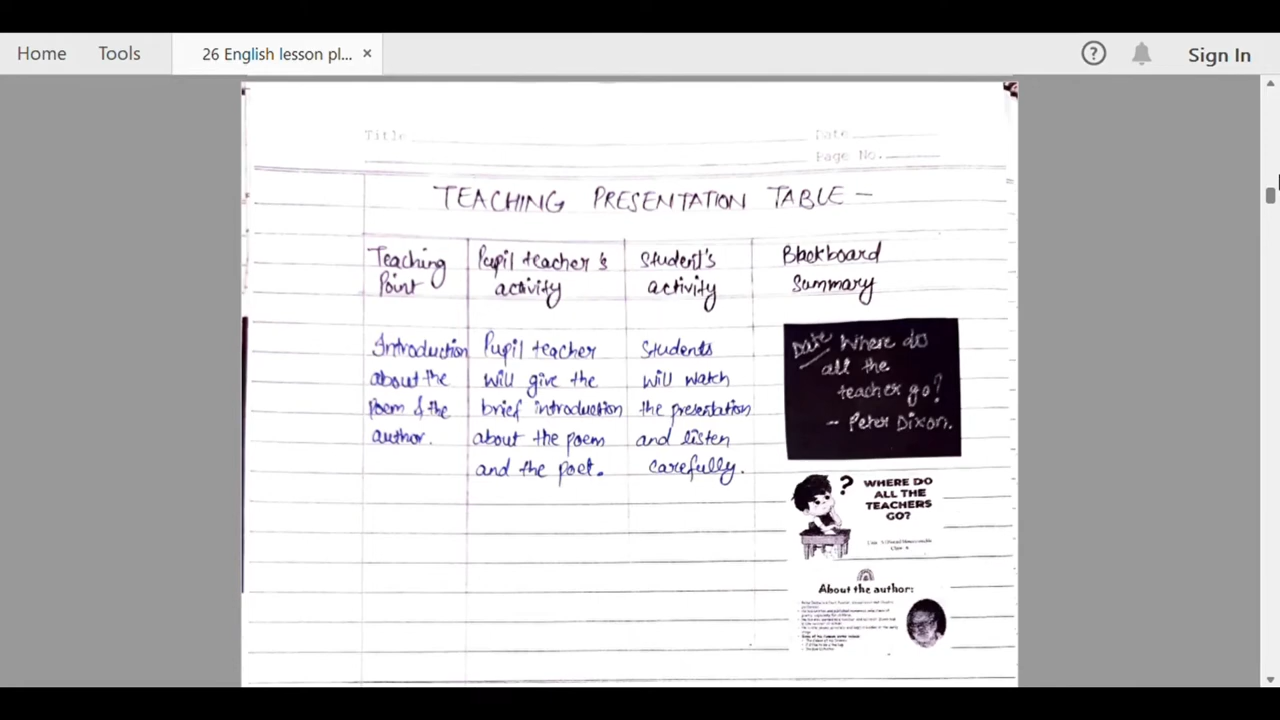 Home Tools 26 English lesson pl... × ? Sign In
Title
Date
Page No.
TEACHING PRESENTATION TABLE -
Teaching Point
Pupil teacher's activity
Student's activity
Blackboard Summary
Introduction
about the
Poem & the
author.
Pupil teacher
will give the
brief introduction
about the poem
and the poet.
Students
will watch
the presentation
and listen
carefully.
Date Where do
all the
teacher go?
- Peter Dixon.
?
WHERE DO
ALL THE
TEACHERS
GO?
About the author: